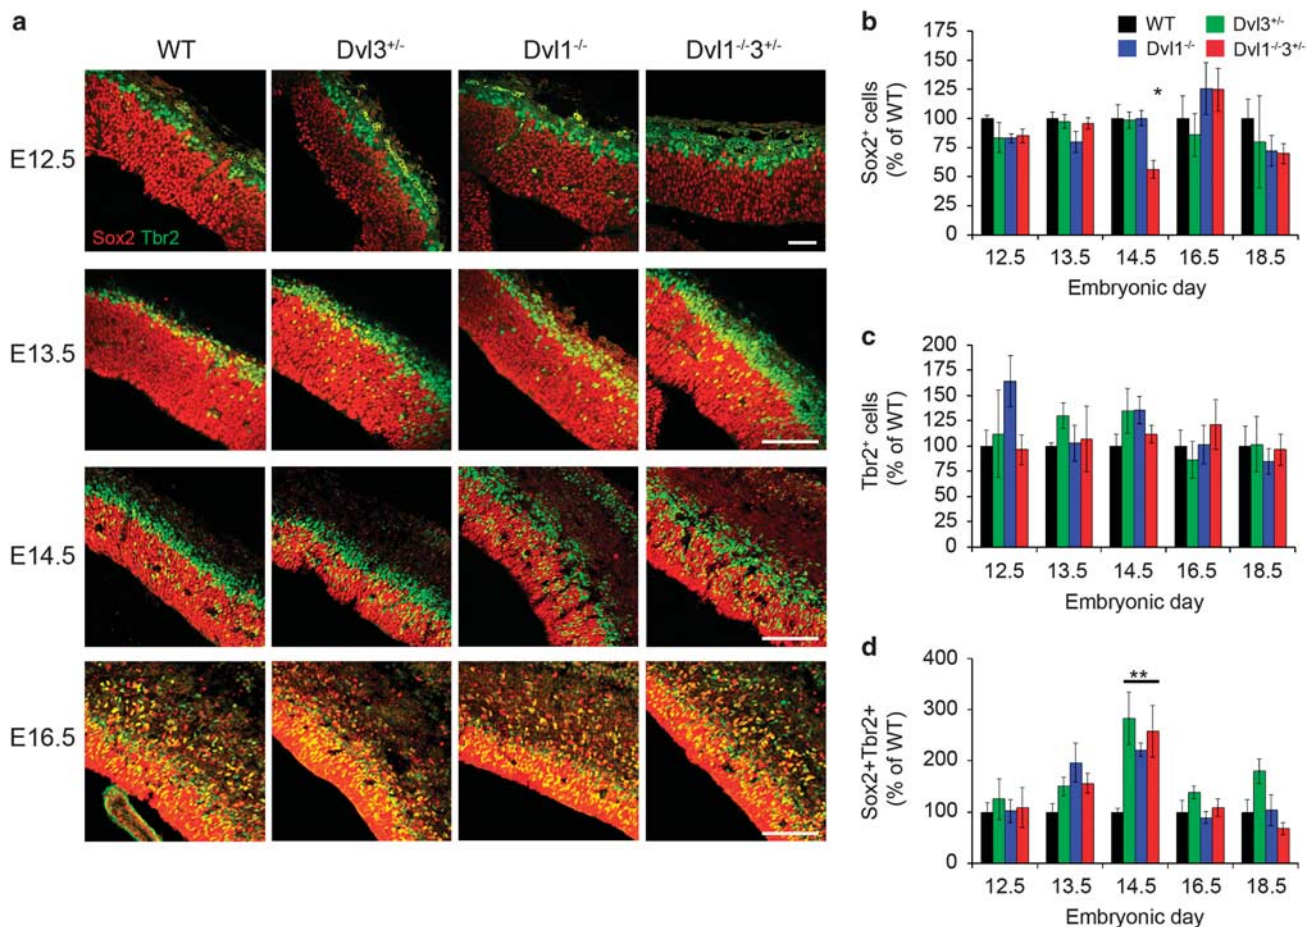 a
WT Dvl3+/- Dvl1-/- Dvl1-/-3+/-
E12.5
Sox2 Tbr2
E13.5
E14.5
E16.5
b
WT Dvl3+/-
Dvl1-/- Dvl1-/-3+/-
Sox2+ cells
(% of WT)
175
150
125
100
75
50
25
0
*
12.5 13.5 14.5 16.5 18.5
Embryonic day
c
Tbr2+ cells
(% of WT)
200
175
150
125
100
75
50
25
0
12.5 13.5 14.5 16.5 18.5
Embryonic day
d
Sox2+Tbr2+
(% of WT)
400
300
200
100
0
**
12.5 13.5 14.5 16.5 18.5
Embryonic day